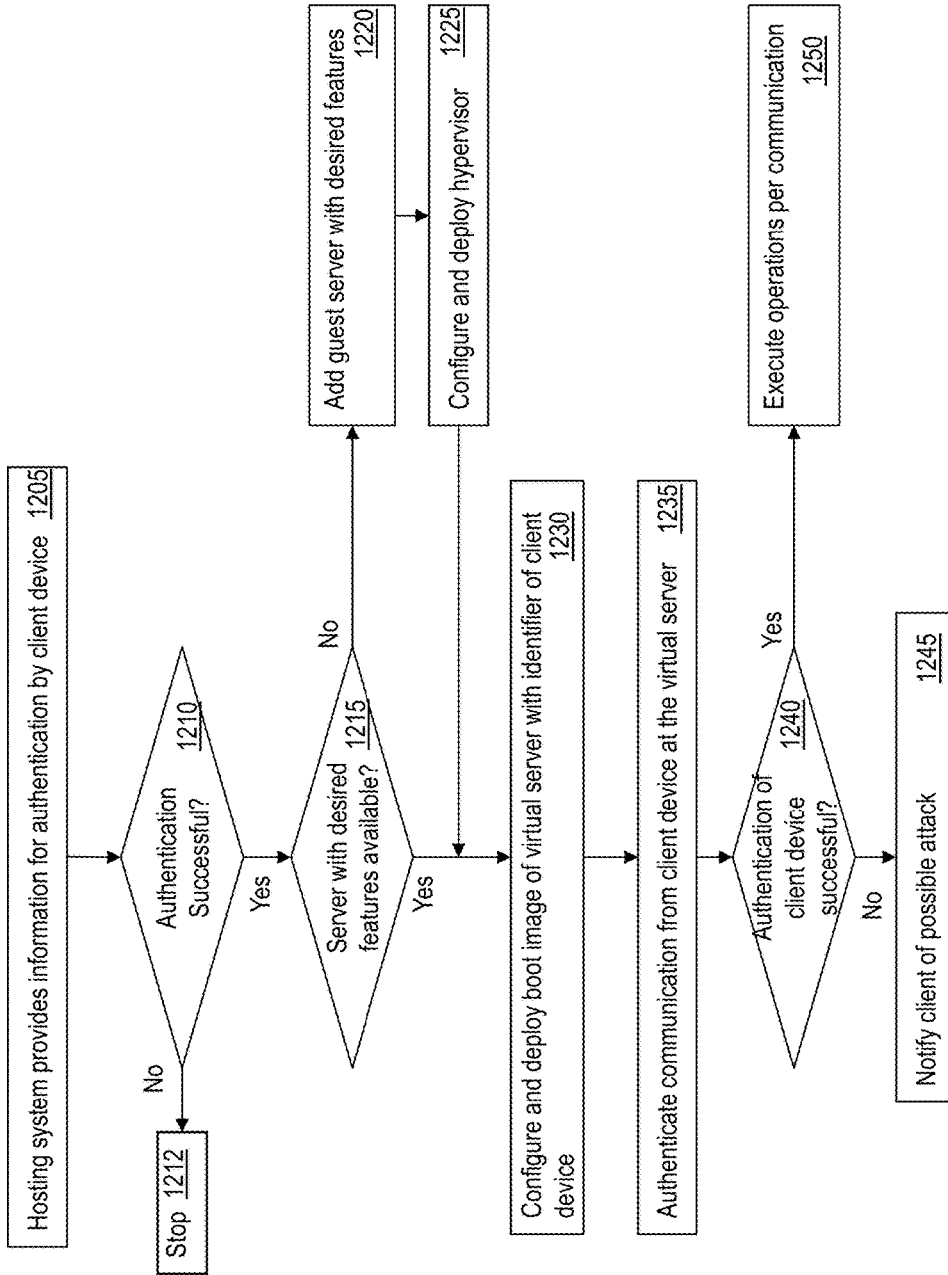 Hosting system provides information for authentication by client device 1205
Authentication
Successful?
1210
No
Stop 1212
Yes
Server with desired
features available?
1215
No
Add guest server with desired features
1220
Configure and deploy hypervisor
1225
Yes
Configure and deploy boot image of virtual server with identifier of client
device
1230
Authenticate communication from client device at the virtual server 1235
Authentication of
client device
successful?
1240
Yes
Execute operations per communication
1250
No
Notify client of possible attack
1245